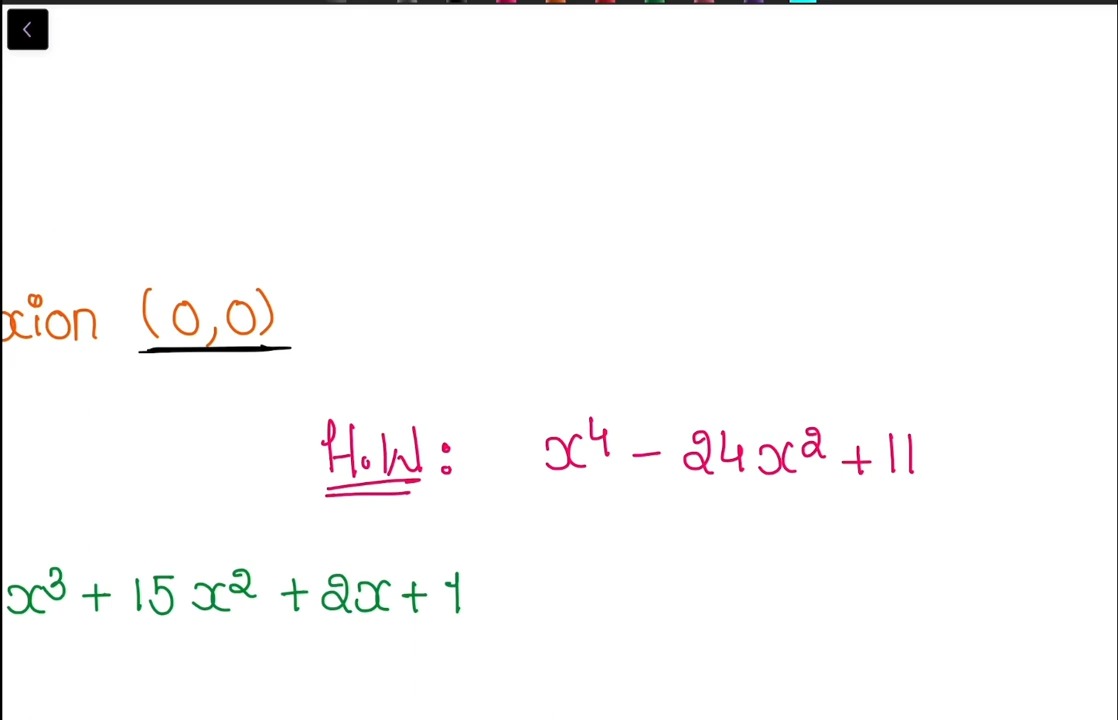 xion (0,0)
H.W: x⁴ - 24x² + 11
x³ + 15x² + 2x + 1